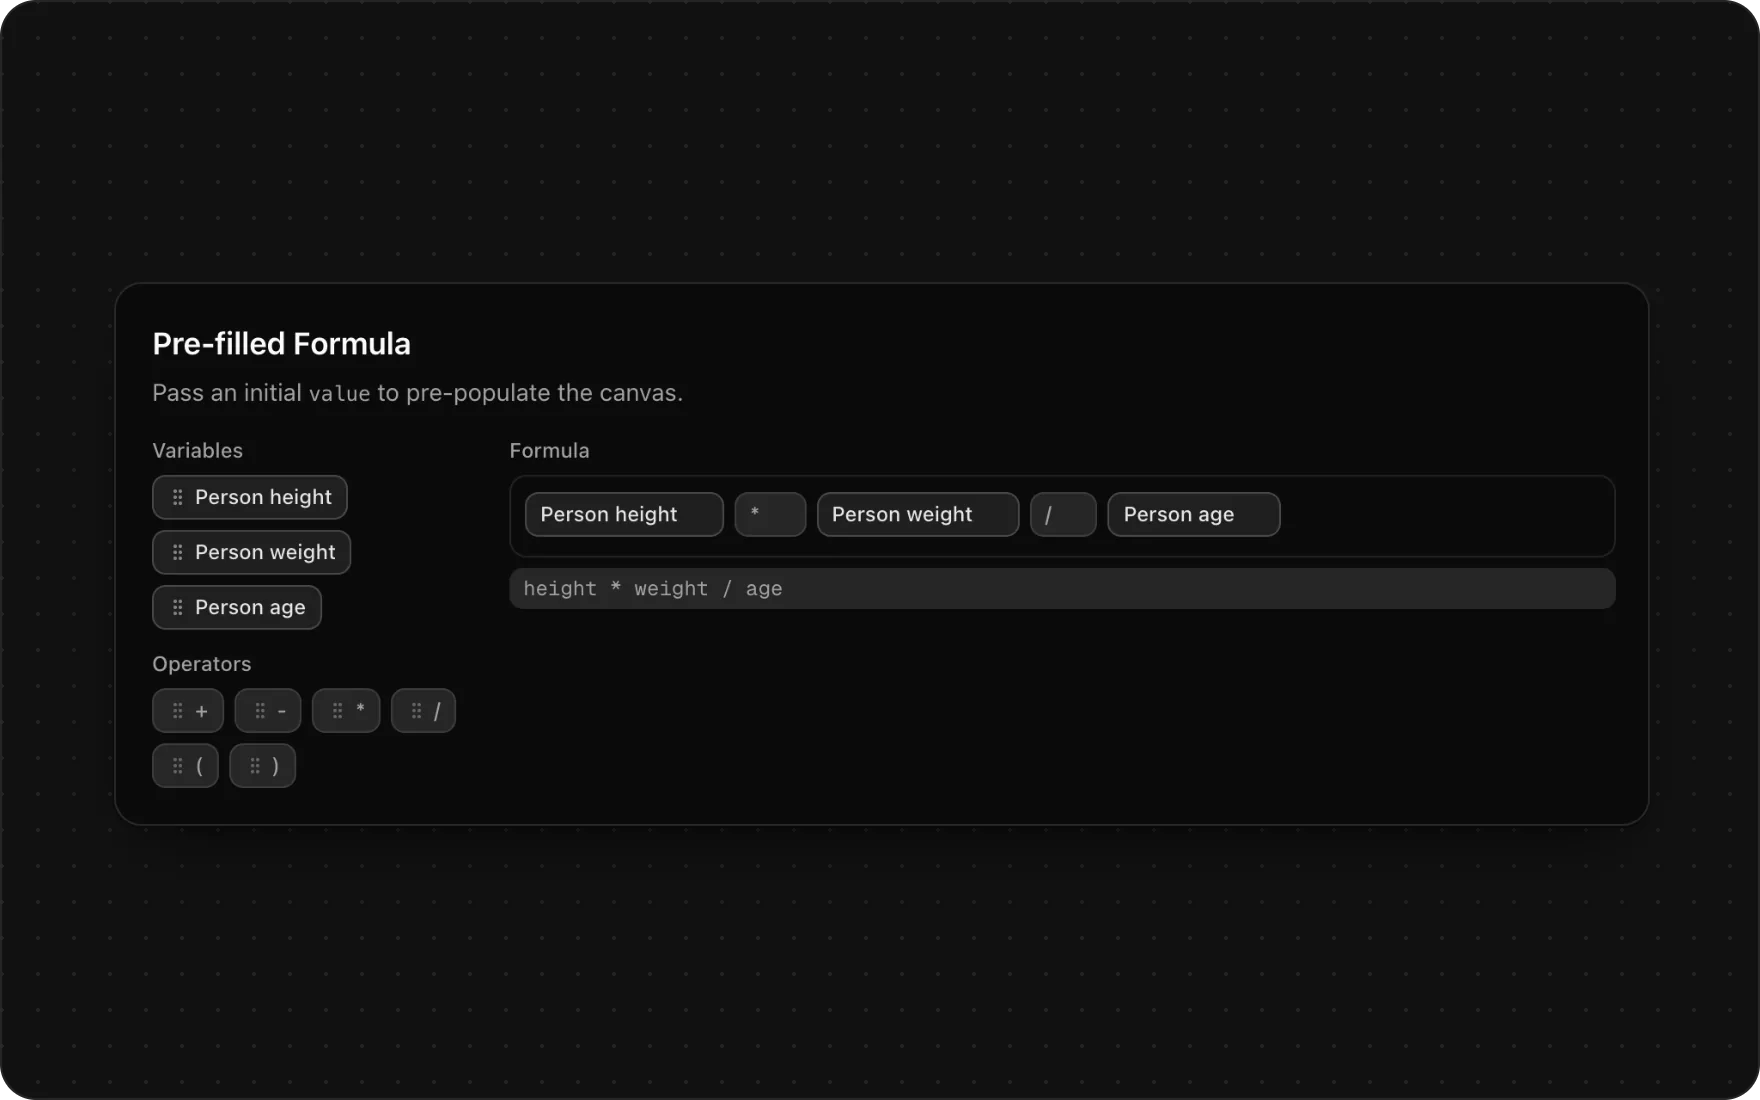 Pre-filled Formula
Pass an initial value to pre-populate the canvas.
Variables
Person height
Person weight
Person age
Operators
+ - * /
( )
Formula
Person height * Person weight / Person age
height * weight / age